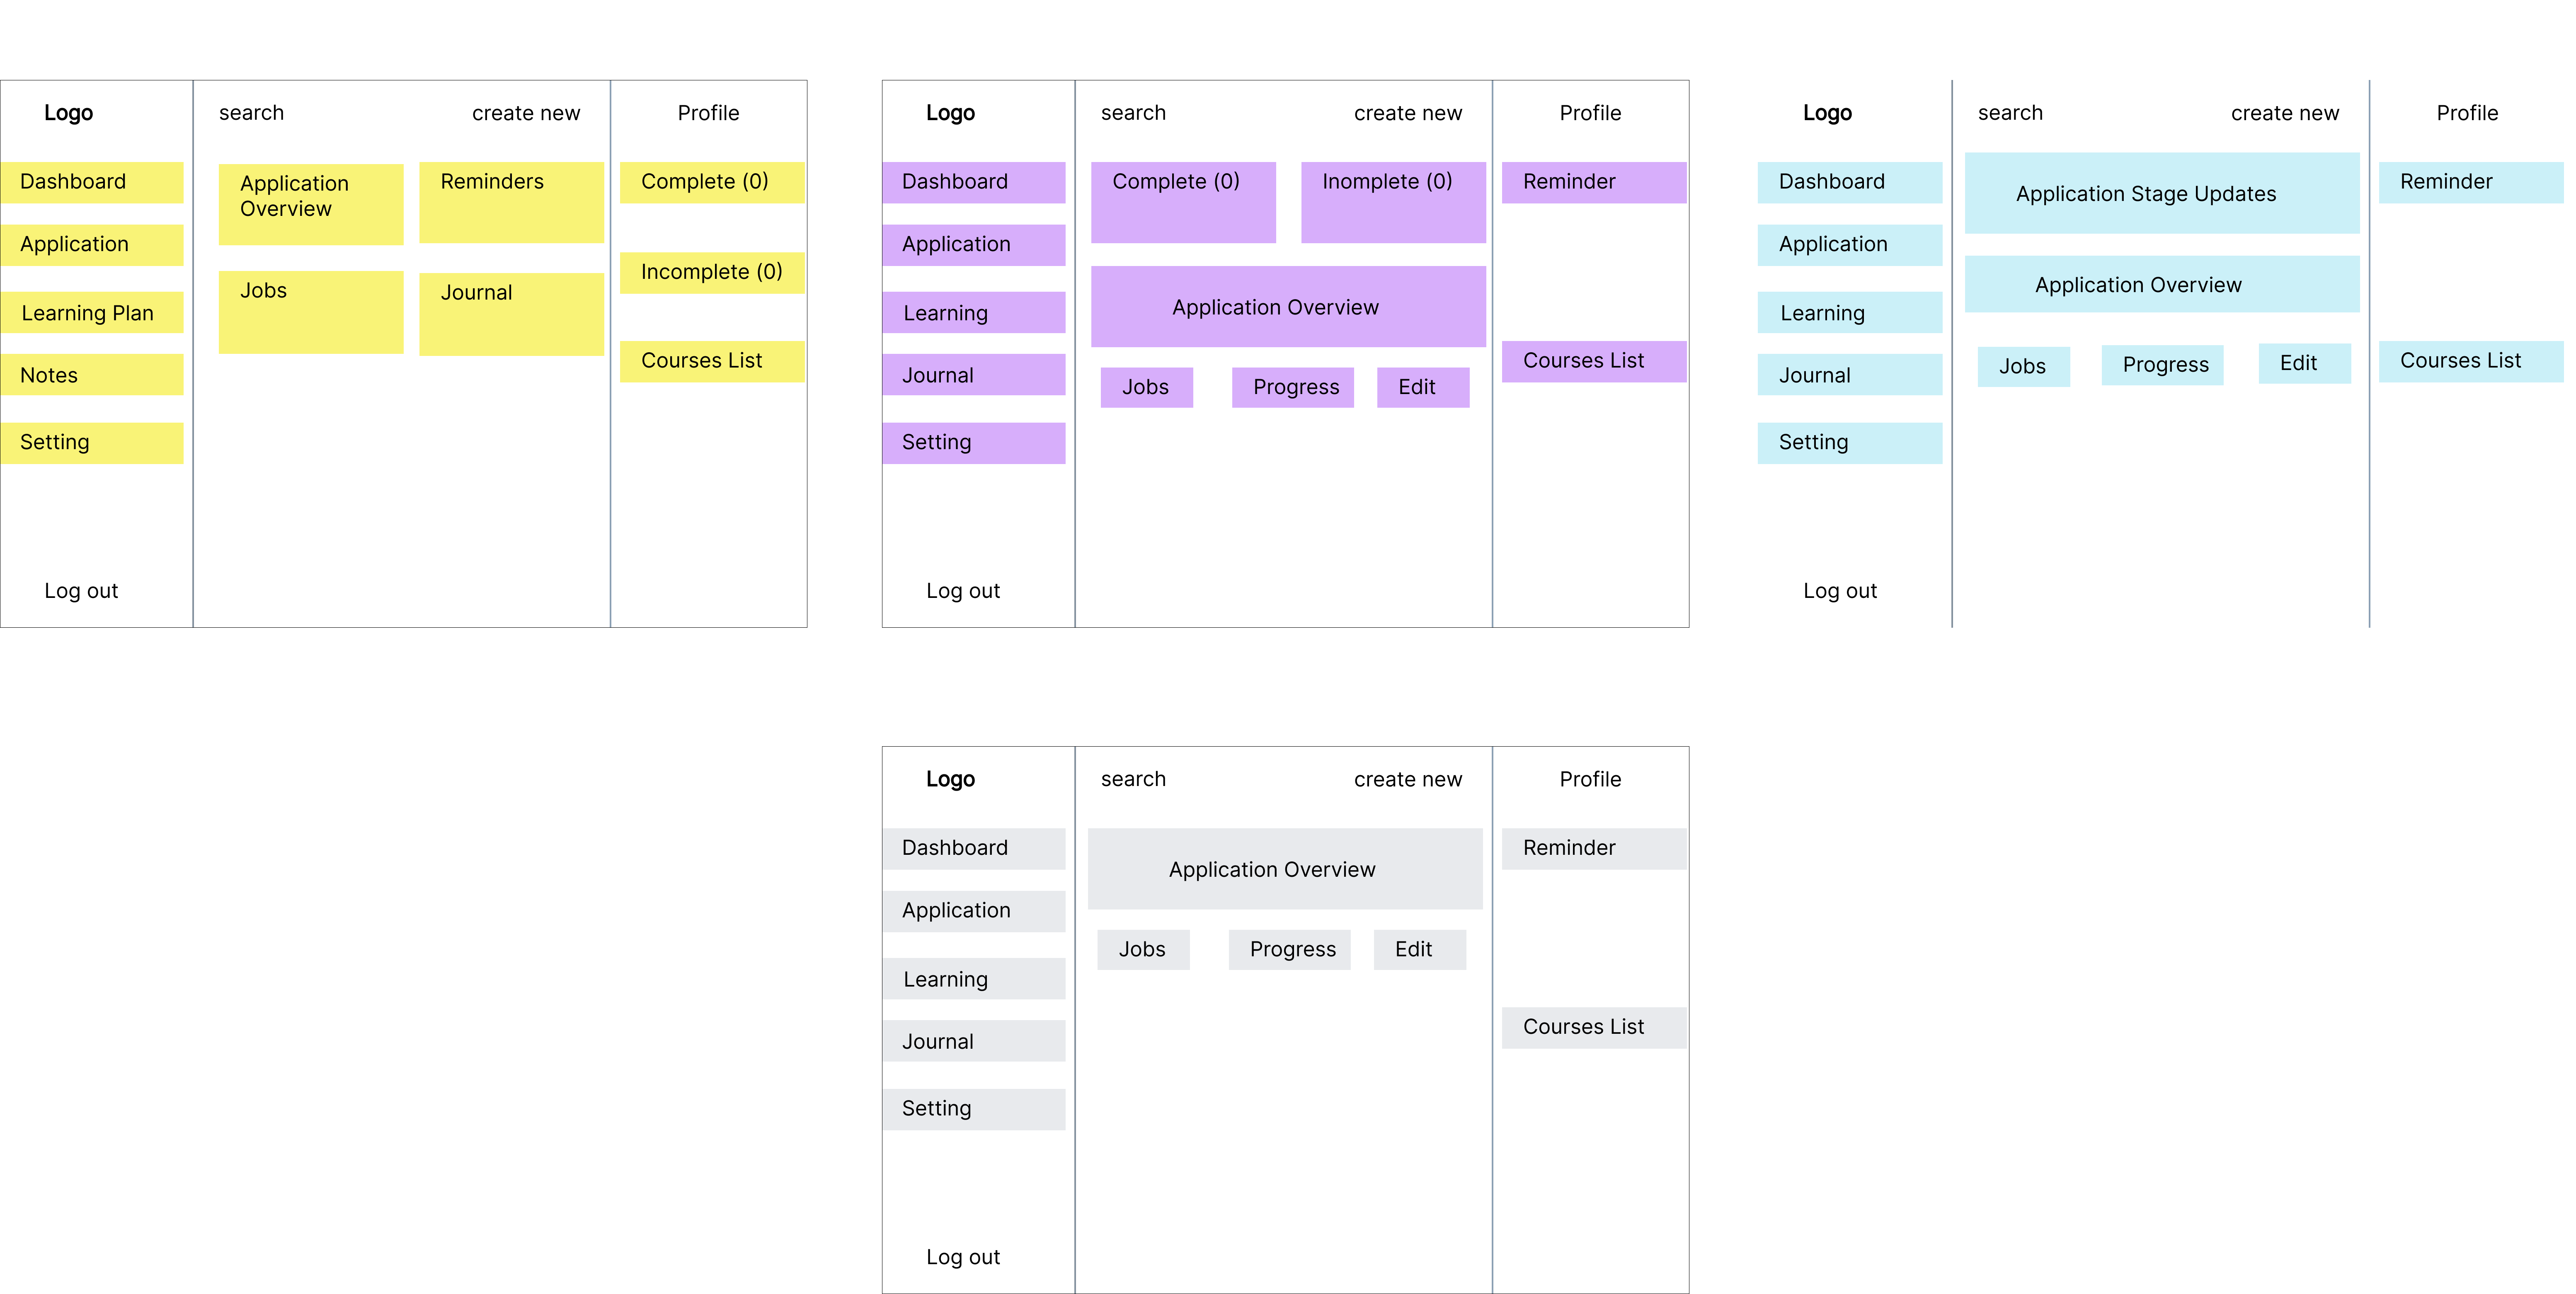 Logo
search
create new
Profile
Dashboard
Application
Learning Plan
Notes
Setting
Log out
Application
Overview
Reminders
Jobs
Journal
Complete (0)
Incomplete (0)
Courses List
Logo
search
create new
Profile
Dashboard
Application
Learning
Journal
Setting
Log out
Complete (0)
Inomplete (0)
Application Overview
Jobs
Progress
Edit
Reminder
Courses List
Logo
search
create new
Profile
Dashboard
Application
Learning
Journal
Setting
Log out
Application Stage Updates
Application Overview
Jobs
Progress
Edit
Reminder
Courses List
Logo
search
create new
Profile
Dashboard
Application
Learning
Journal
Setting
Log out
Application Overview
Jobs
Progress
Edit
Reminder
Courses List